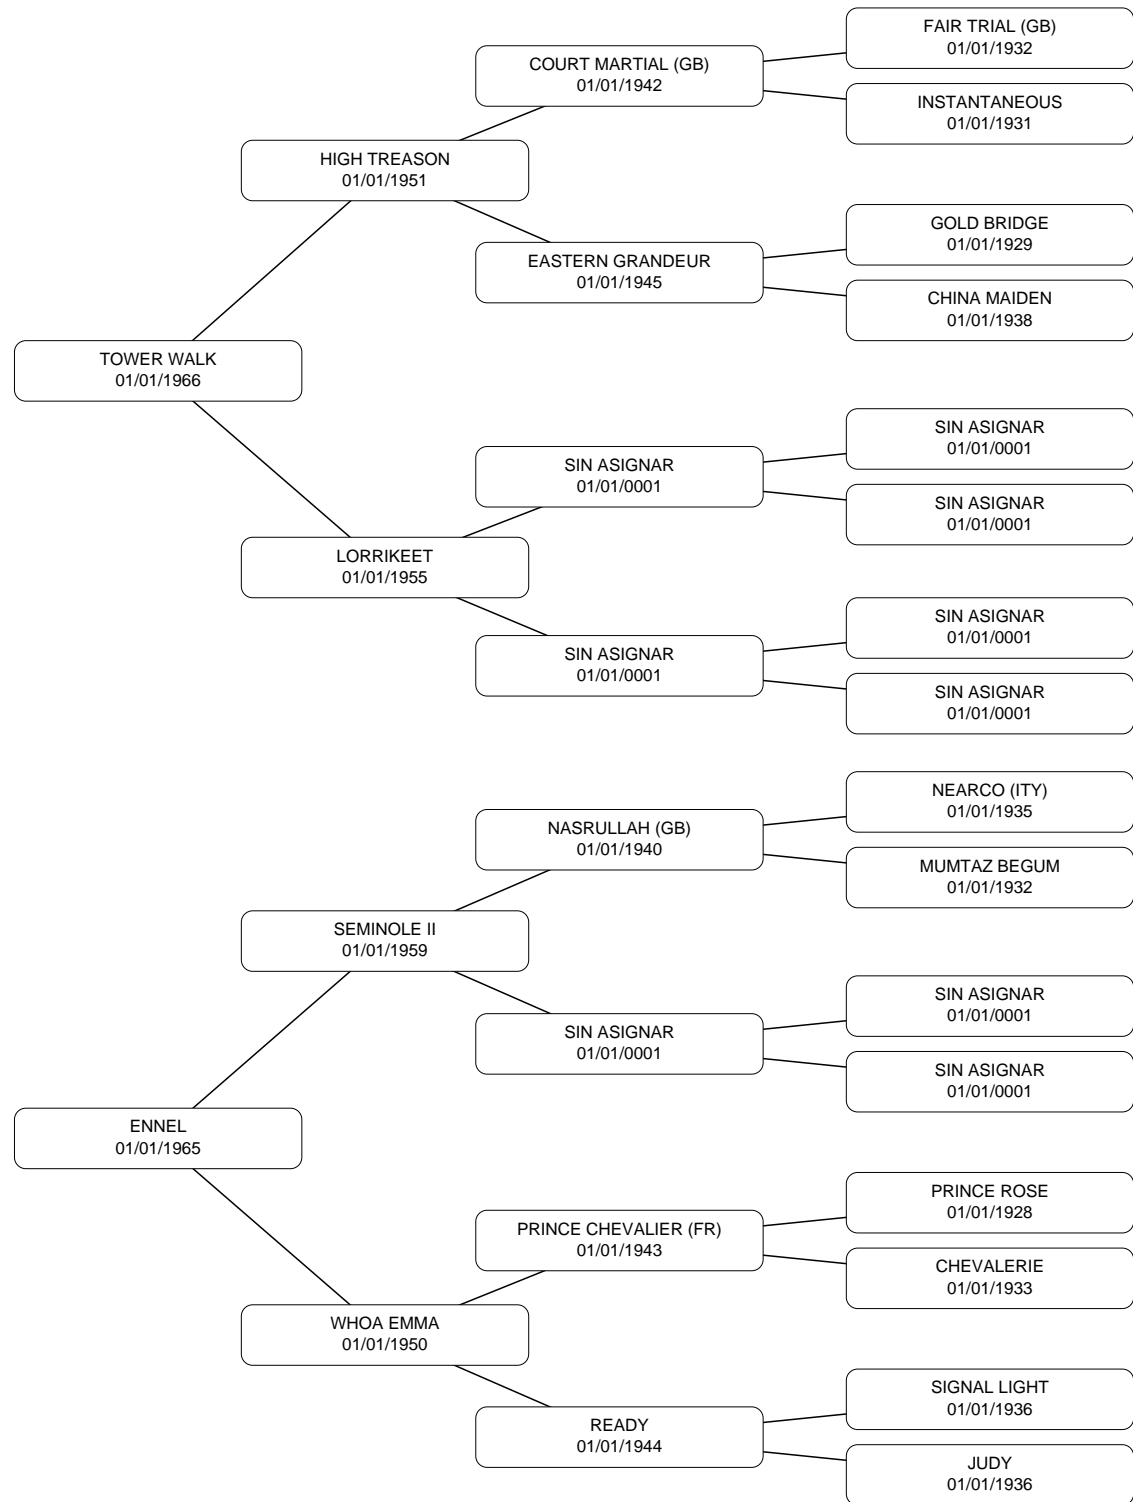 FAIR TRIAL (GB)
01/01/1932
COURT MARTIAL (GB)
01/01/1942
INSTANTANEOUS
01/01/1931
HIGH TREASON
01/01/1951
GOLD BRIDGE
01/01/1929
EASTERN GRANDEUR
01/01/1945
CHINA MAIDEN
01/01/1938
TOWER WALK
01/01/1966
SIN ASIGNAR
01/01/0001
SIN ASIGNAR
01/01/0001
SIN ASIGNAR
01/01/0001
LORRIKEET
01/01/1955
SIN ASIGNAR
01/01/0001
SIN ASIGNAR
01/01/0001
SIN ASIGNAR
01/01/0001
NEARCO (ITY)
01/01/1935
NASRULLAH (GB)
01/01/1940
MUMTAZ BEGUM
01/01/1932
SEMINOLE II
01/01/1959
SIN ASIGNAR
01/01/0001
SIN ASIGNAR
01/01/0001
SIN ASIGNAR
01/01/0001
ENNEL
01/01/1965
PRINCE ROSE
01/01/1928
PRINCE CHEVALIER (FR)
01/01/1943
CHEVALERIE
01/01/1933
WHOA EMMA
01/01/1950
SIGNAL LIGHT
01/01/1936
READY
01/01/1944
JUDY
01/01/1936